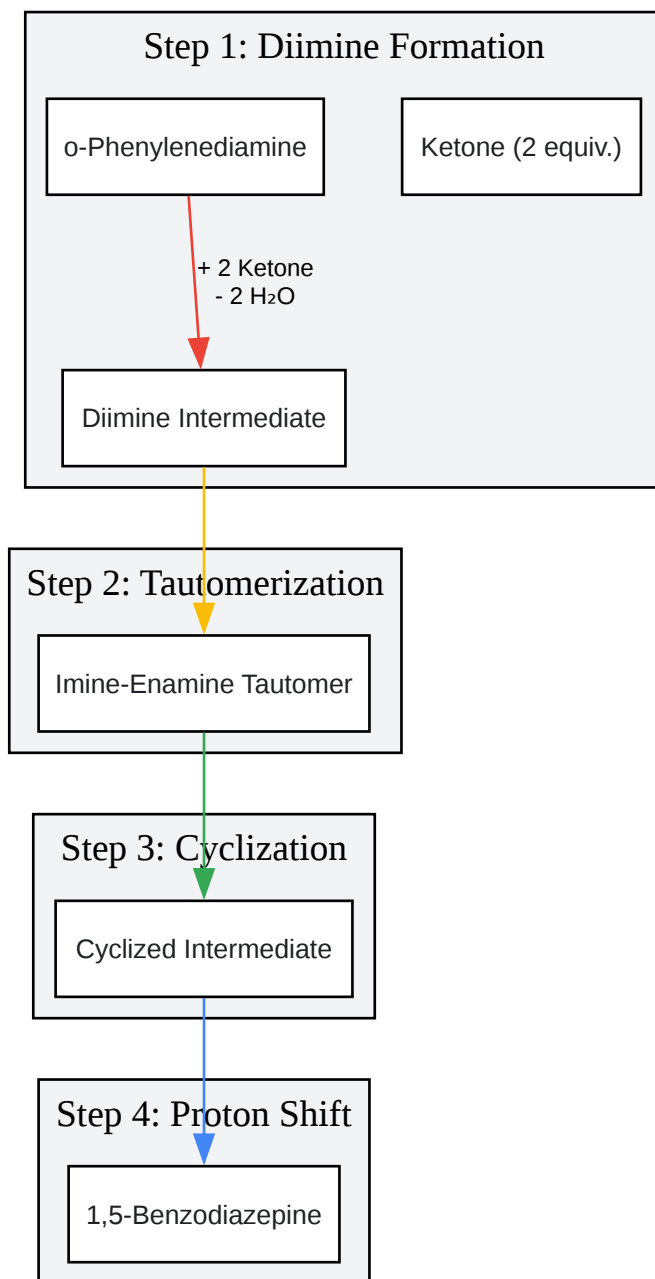 Step 1: Diimine Formation
o-Phenylenediamine
Ketone (2 equiv.)
+ 2 Ketone
- 2 H₂O
Diimine Intermediate
Step 2: Tautomerization
Imine-Enamine Tautomer
Step 3: Cyclization
Cyclized Intermediate
Step 4: Proton Shift
1,5-Benzodiazepine